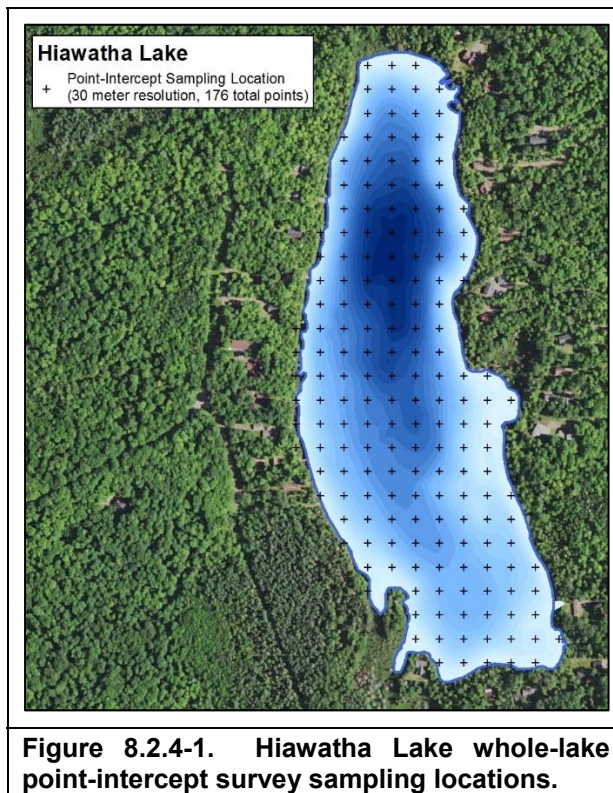 Hiawatha Lake
+ Point-Intercept Sampling Location
(30 meter resolution, 176 total points)
Figure 8.2.4-1. Hiawatha Lake whole-lake
point-intercept survey sampling locations.